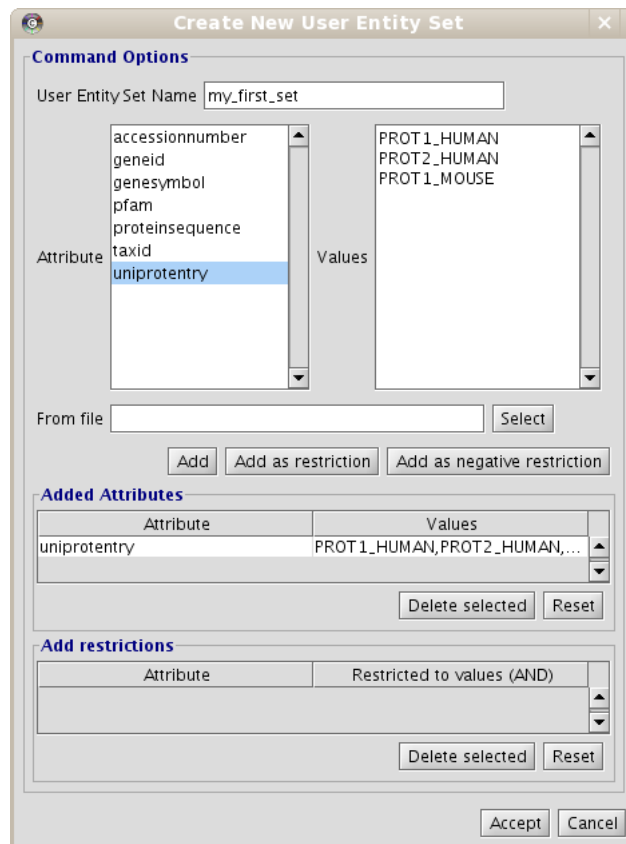 Create New User Entity Set
Command Options
User Entity Set Name my_first_set
Attribute
accessionnumber
geneid
genesymbol
pfam
proteinsequence
taxid
uniprotentry
Values
PROT1_HUMAN
PROT2_HUMAN
PROT1_MOUSE
From file Select
Add Add as restriction Add as negative restriction
Added Attributes
Attribute Values
uniprotentry PROT1_HUMAN,PROT2_HUMAN,...
Delete selected Reset
Add restrictions
Attribute Restricted to values (AND)
Delete selected Reset
Accept Cancel